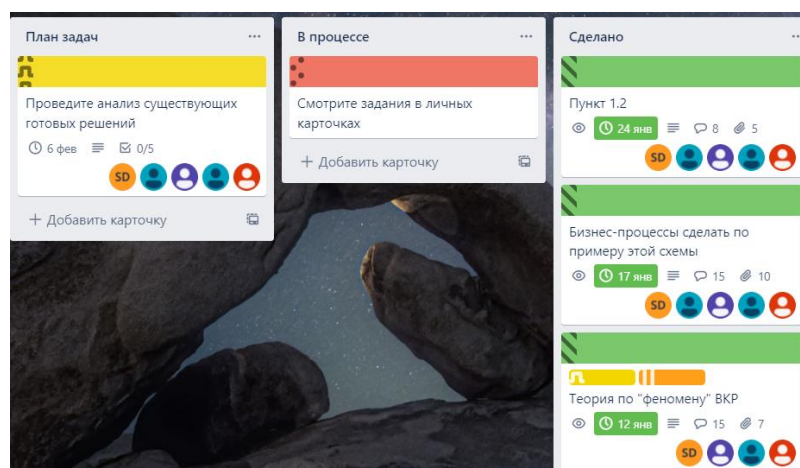 План задач
Проведите анализ существующих
готовых решений
6 фев 0/5
SD
+ Добавить карточку
В процессе
Смотрите задания в личных
карточках
+ Добавить карточку
Сделано
Пункт 1.2
24 янв 8 5
SD
Бизнес-процессы сделать по
примеру этой схемы
17 янв 15 10
SD
Теория по "феномену" ВКР
12 янв 15 7
SD